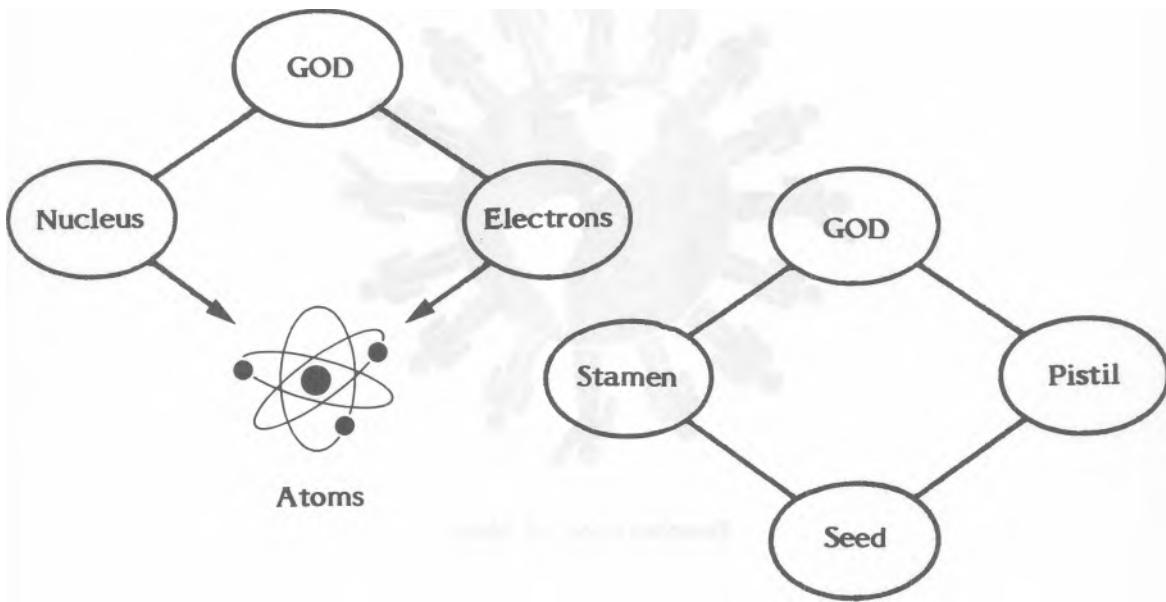 GOD
Nucleus
Electrons
Atoms
GOD
Stamen
Pistil
Seed